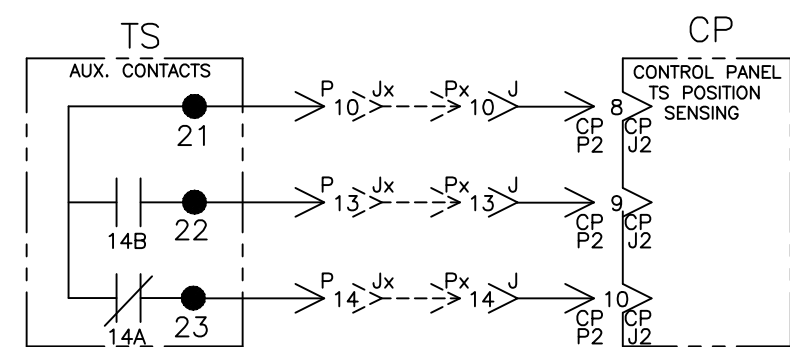 TS
CP
AUX. CONTACTS
CONTROL PANEL
TS POSITION
SENSING
P 10 Jx Px 10 J 8
21
CP P2 CP J2
P 13 Jx Px 13 J 9
14B 22
CP P2 CP J2
P 14 Jx Px 14 J 10
14A 23
CP P2 CP J2